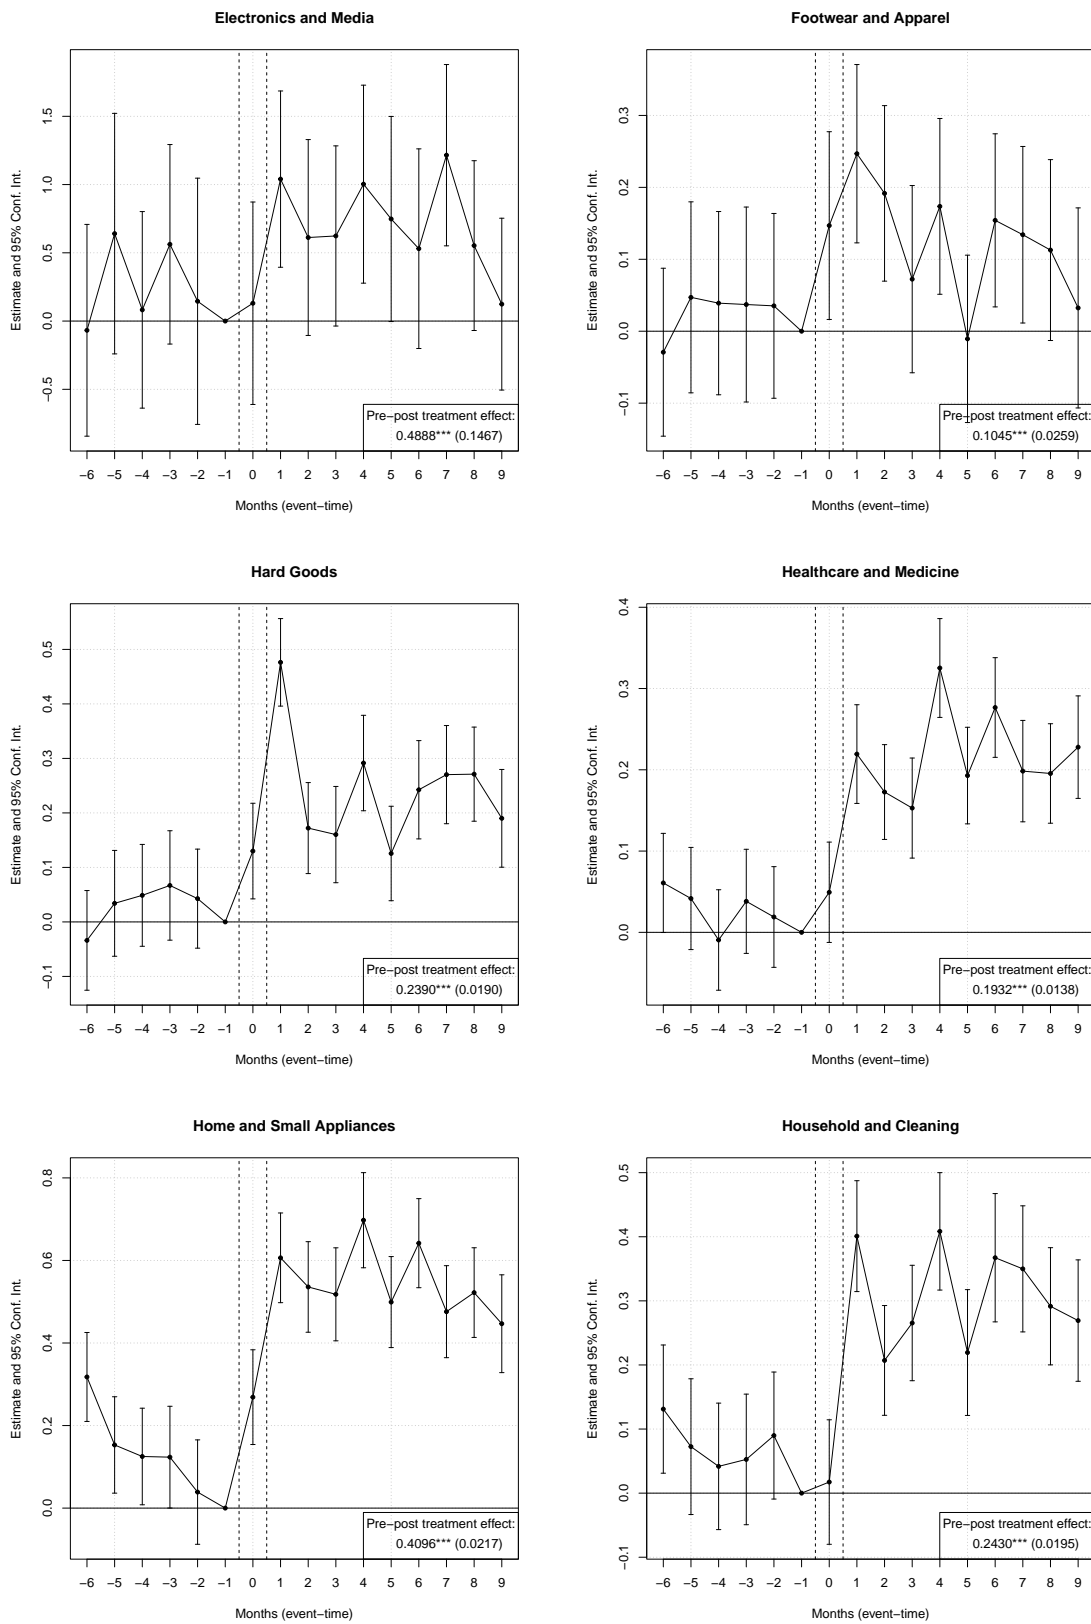 Electronics and Media
Estimate and 95% Conf. Int.
1.5
1.0
0.5
0.0
−0.5
Pre−post treatment effect:
0.4888*** (0.1467)
−6 −5 −4 −3 −2 −1 0 1 2 3 4 5 6 7 8 9
Months (event−time)
Footwear and Apparel
Estimate and 95% Conf. Int.
0.3
0.2
0.1
0.0
−0.1
Pre−post treatment effect:
0.1045*** (0.0259)
−6 −5 −4 −3 −2 −1 0 1 2 3 4 5 6 7 8 9
Months (event−time)
Hard Goods
Estimate and 95% Conf. Int.
0.5
0.4
0.3
0.2
0.1
0.0
−0.1
Pre−post treatment effect:
0.2390*** (0.0190)
−6 −5 −4 −3 −2 −1 0 1 2 3 4 5 6 7 8 9
Months (event−time)
Healthcare and Medicine
Estimate and 95% Conf. Int.
0.4
0.3
0.2
0.1
0.0
Pre−post treatment effect:
0.1932*** (0.0138)
−6 −5 −4 −3 −2 −1 0 1 2 3 4 5 6 7 8 9
Months (event−time)
Home and Small Appliances
Estimate and 95% Conf. Int.
0.8
0.6
0.4
0.2
0.0
Pre−post treatment effect:
0.4096*** (0.0217)
−6 −5 −4 −3 −2 −1 0 1 2 3 4 5 6 7 8 9
Months (event−time)
Household and Cleaning
Estimate and 95% Conf. Int.
0.5
0.4
0.3
0.2
0.1
0.0
−0.1
Pre−post treatment effect:
0.2430*** (0.0195)
−6 −5 −4 −3 −2 −1 0 1 2 3 4 5 6 7 8 9
Months (event−time)